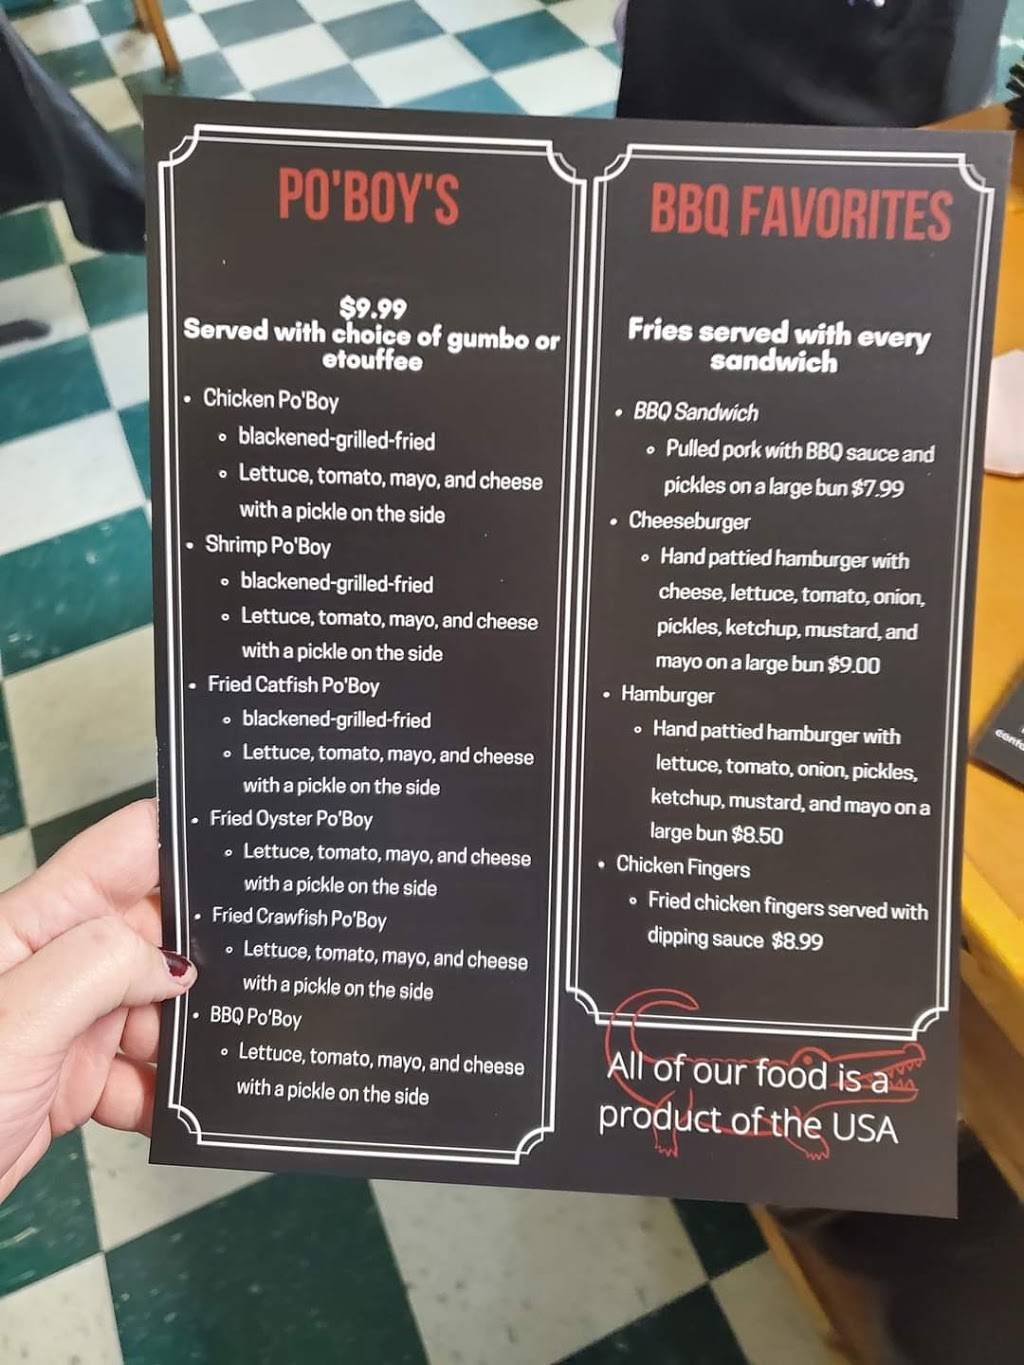 PO'BOY'S
$9.99
Served with choice of gumbo or
etouffee
• Chicken Po'Boy
◦ blackened-grilled-fried
◦ Lettuce, tomato, mayo, and cheese
with a pickle on the side
• Shrimp Po'Boy
◦ blackened-grilled-fried
◦ Lettuce, tomato, mayo, and cheese
with a pickle on the side
• Fried Catfish Po'Boy
◦ blackened-grilled-fried
◦ Lettuce, tomato, mayo, and cheese
with a pickle on the side
• Fried Oyster Po'Boy
◦ Lettuce, tomato, mayo, and cheese
with a pickle on the side
• Fried Crawfish Po'Boy
◦ Lettuce, tomato, mayo, and cheese
with a pickle on the side
• BBQ Po'Boy
◦ Lettuce, tomato, mayo, and cheese
with a pickle on the side
BBQ FAVORITES
Fries served with every
sandwich
• BBQ Sandwich
◦ Pulled pork with BBQ sauce and
pickles on a large bun $7.99
• Cheeseburger
◦ Hand pattied hamburger with
cheese, lettuce, tomato, onion,
pickles, ketchup, mustard, and
mayo on a large bun $9.00
• Hamburger
◦ Hand pattied hamburger with
lettuce, tomato, onion, pickles,
ketchup, mustard, and mayo on a
large bun $8.50
• Chicken Fingers
◦ Fried chicken fingers served with
dipping sauce $8.99
All of our food is a
product of the USA